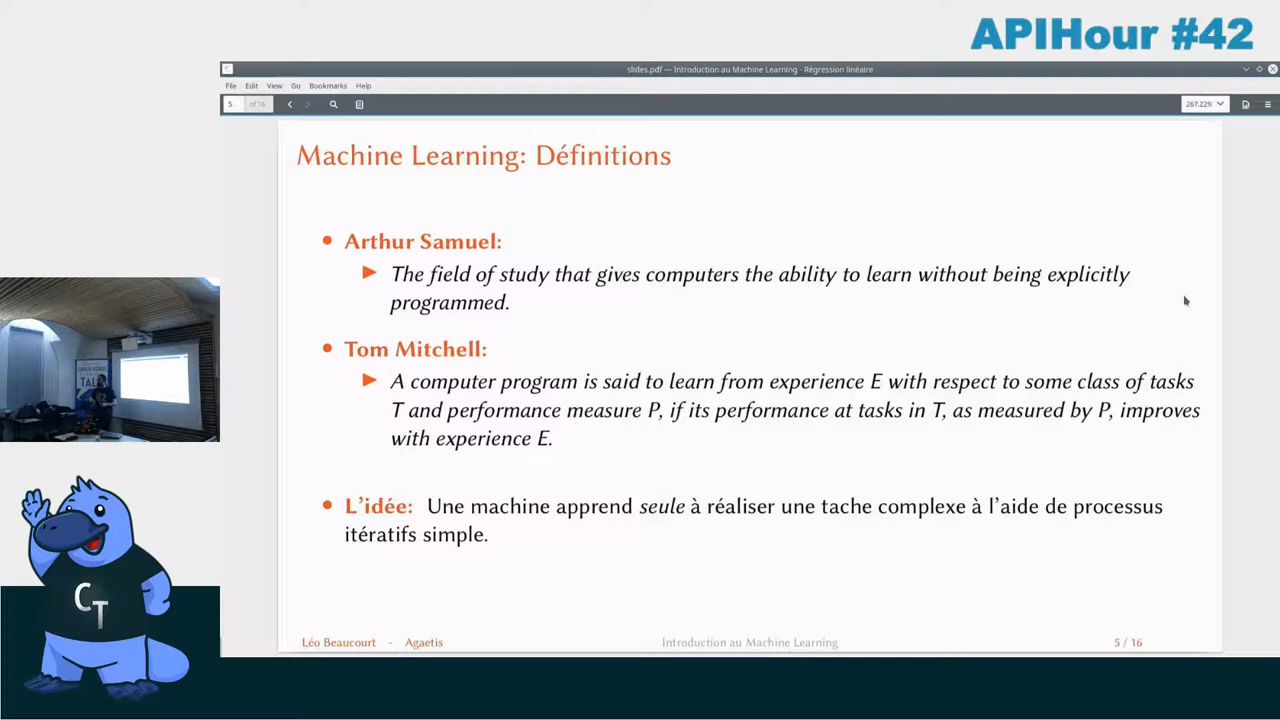 APIHour #42
slides.pdf — Introduction au Machine Learning - Régression linéaire
File Edit View Go Bookmarks Help
5 of 16
267.22%
Machine Learning: Définitions
• Arthur Samuel:
The field of study that gives computers the ability to learn without being explicitly
programmed.
• Tom Mitchell:
A computer program is said to learn from experience E with respect to some class of tasks
T and performance measure P, if its performance at tasks in T, as measured by P, improves
with experience E.
• L'idée: Une machine apprend seule à réaliser une tache complexe à l'aide de processus
itératifs simple.
Léo Beaucourt - Agaetis
Introduction au Machine Learning
5 / 16
TAL
CT